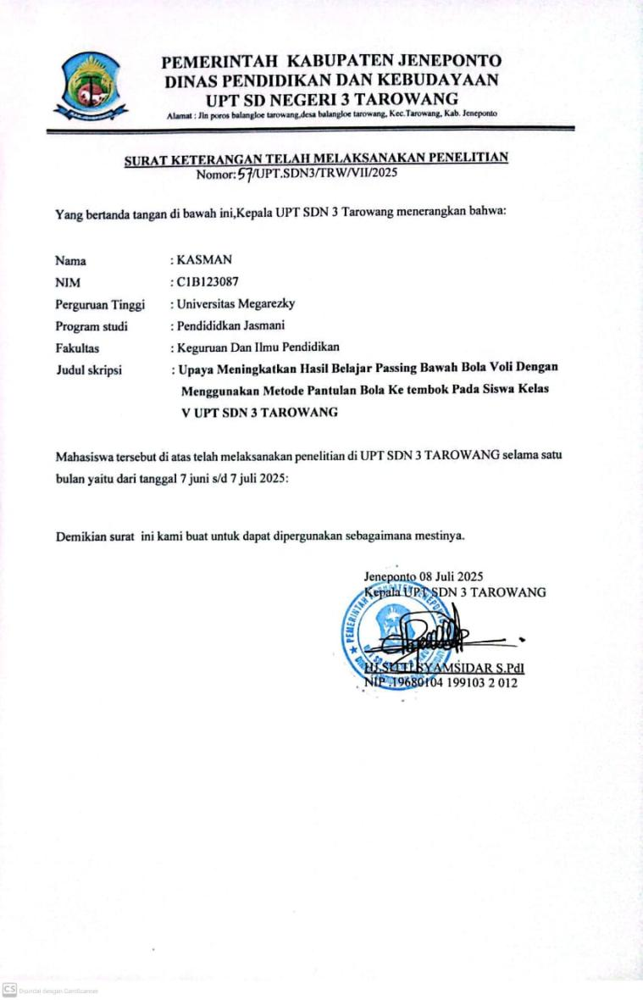 PEMERINTAH KABUPATEN JENEPONTO
DINAS PENDIDIKAN DAN KEBUDAYAAN
UPT SD NEGERI 3 TAROWANG
Alamat : Jln poros balangloe tarowang,desa balangloe tarowang, Kec.Tarowang, Kab. Jeneponto
SURAT KETERANGAN TELAH MELAKSANAKAN PENELITIAN
Nomor:57/UPT.SDN3/TRW/VII/2025
Yang bertanda tangan di bawah ini,Kepala UPT SDN 3 Tarowang menerangkan bahwa:
Nama : KASMAN
NIM : C1B123087
Perguruan Tinggi : Universitas Megarezky
Program studi : Pendididkan Jasmani
Fakultas : Keguruan Dan Ilmu Pendidikan
Judul skripsi : Upaya Meningkatkan Hasil Belajar Passing Bawah Bola Voli Dengan
Menggunakan Metode Pantulan Bola Ke tembok Pada Siswa Kelas
V UPT SDN 3 TAROWANG
Mahasiswa tersebut di atas telah melaksanakan penelitian di UPT SDN 3 TAROWANG selama satu
bulan yaitu dari tanggal 7 juni s/d 7 juli 2025:
Demikian surat ini kami buat untuk dapat dipergunakan sebagaimana mestinya.
Jeneponto 08 Juli 2025
Kepala UPT SDN 3 TAROWANG
PEMERINTAH KABUPATEN JENEPONTO
HJ.SITTI SYAMSIDAR S.PdI
NIP .19680104 199103 2 012
CS Dipindai dengan CamScanner